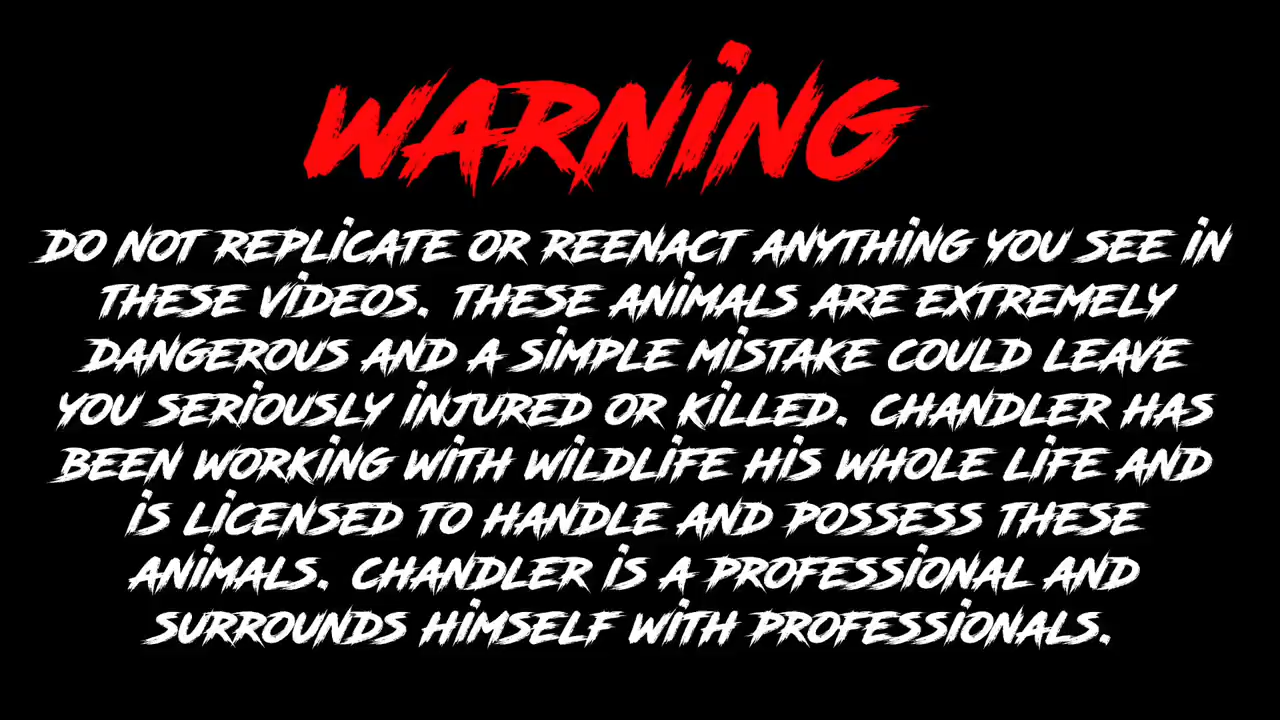 WARNiNG
DO NOT REPLiCATE OR REENACT ANYTHiNG YOU SEE iN
THESE ViDEOS. THESE ANiMALS ARE EXTREMELY
DANGEROUS AND A SiMPLE MiSTAKE COULD LEAVE
YOU SERiOUSLY iNJURED OR KiLLED. CHANDLER HAS
BEEN WORKiNG WiTH WiLDLiFE HiS WHOLE LiFE AND
iS LiCENSED TO HANDLE AND POSSESS THESE
ANiMALS. CHANDLER iS A PROFESSiONAL AND
SURROUNDS HiMSELF WiTH PROFESSiONALS.